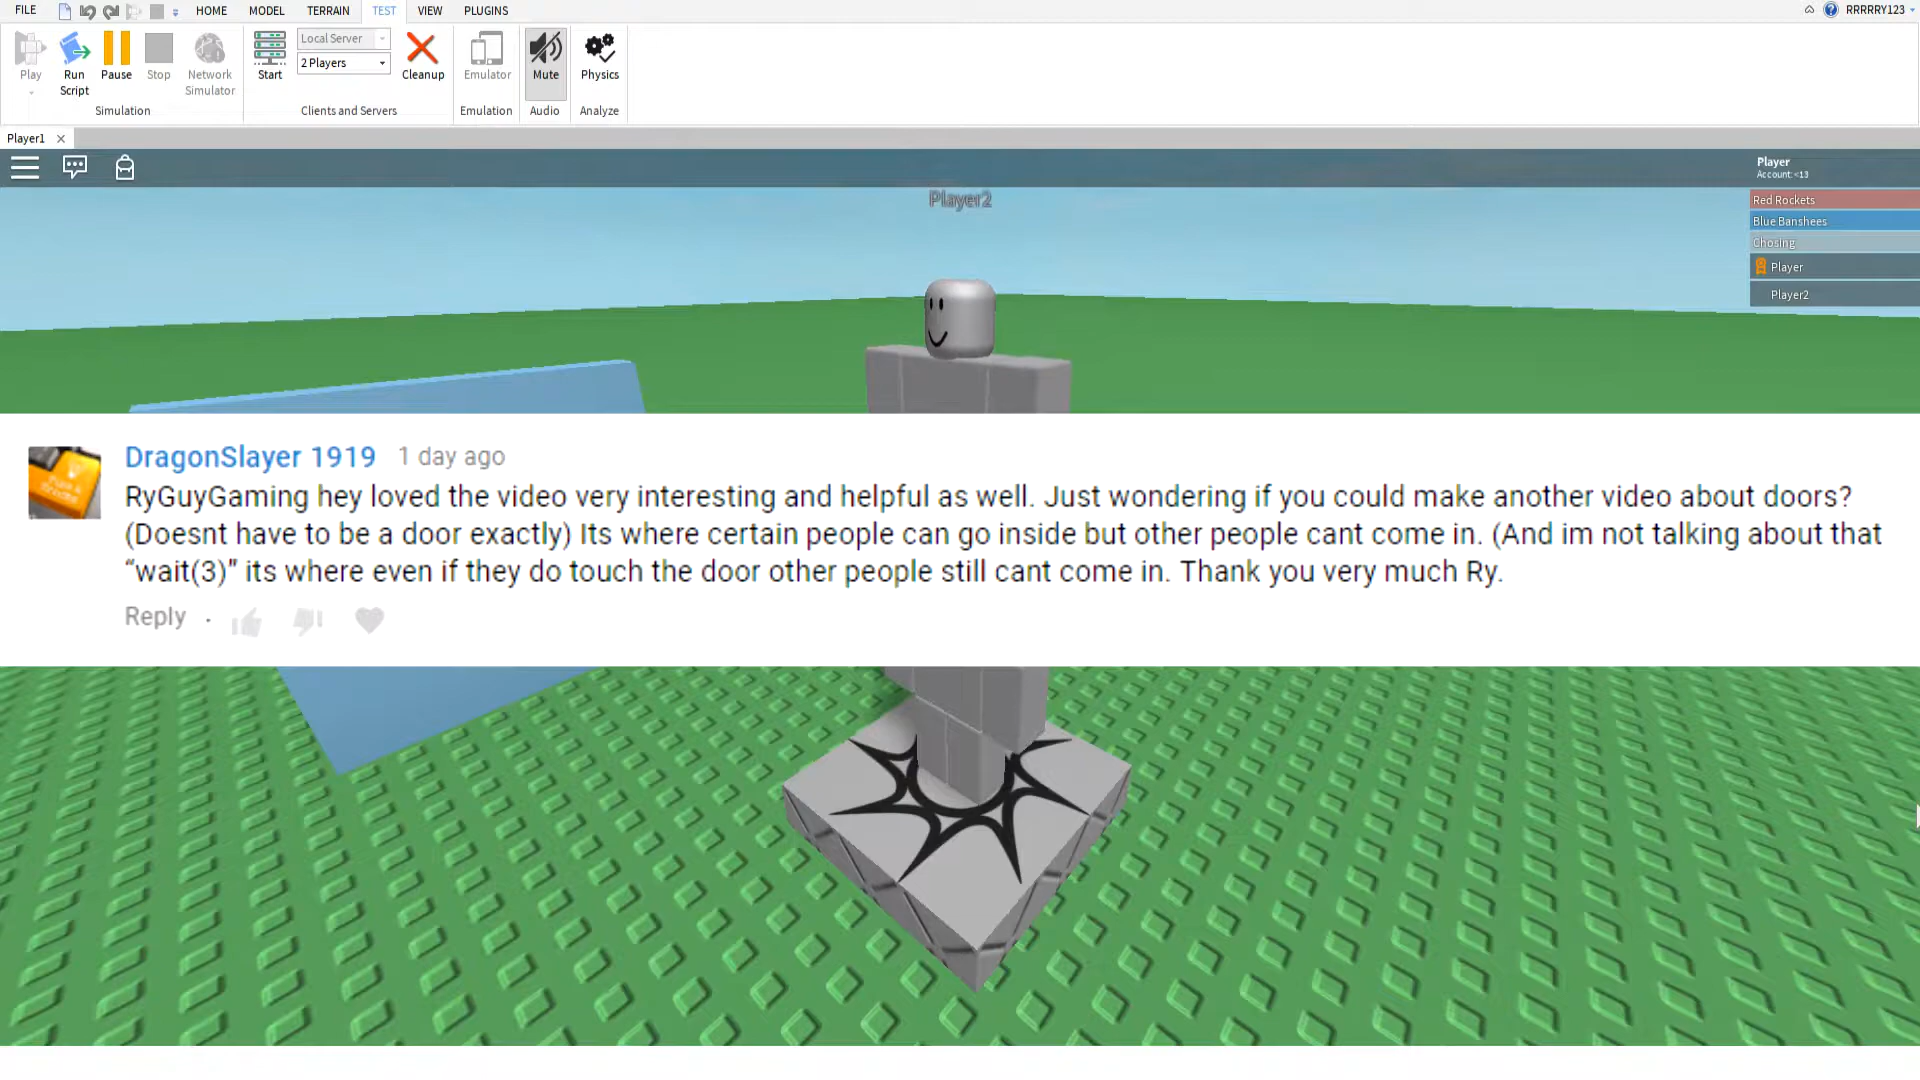 FILE HOME MODEL TERRAIN TEST VIEW PLUGINS RRRRRY123
Play Run Script Pause Stop Network Simulator Start Local Server 2 Players Cleanup Emulator Mute Physics
Simulation Clients and Servers Emulation Audio Analyze
Player1
Player
Account: <13
Player2
Red Rockets
Blue Banshees
Chosing
Player
Player2
DragonSlayer 1919 1 day ago
RyGuyGaming hey loved the video very interesting and helpful as well. Just wondering if you could make another video about doors?
(Doesnt have to be a door exactly) Its where certain people can go inside but other people cant come in. (And im not talking about that
“wait(3)” its where even if they do touch the door other people still cant come in. Thank you very much Ry.
Reply